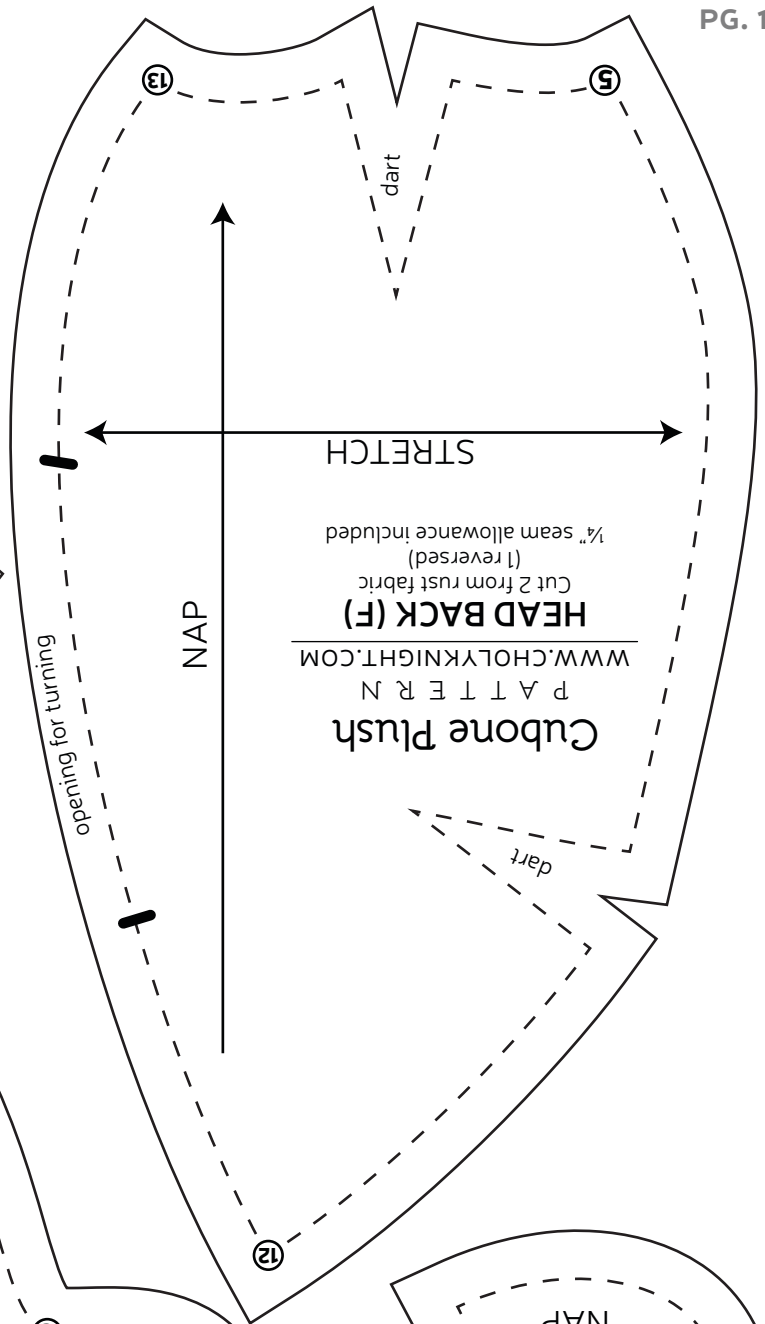 PG. 1
13
5
dart
STRETCH
NAP
Cubone Plush
PATTERN
WWW.CHOLYKNIGHT.COM
HEAD BACK (F)
Cut 2 from rust fabric
(1 reversed)
¼" seam allowance included
opening for turning
dart
12
NAP